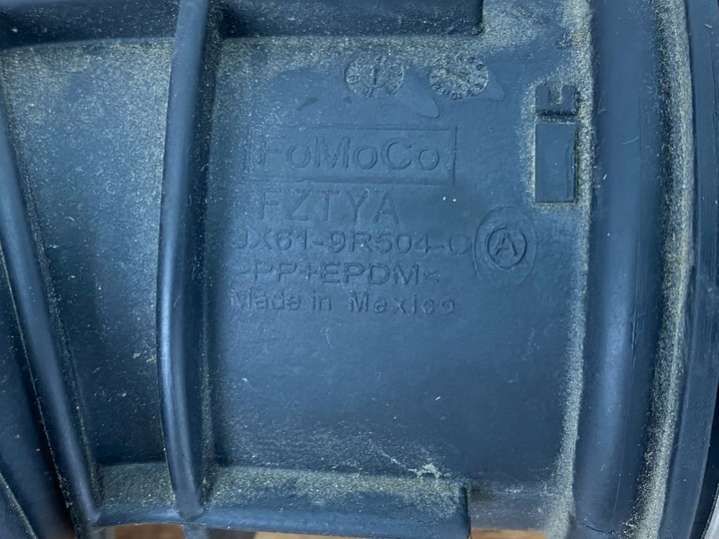 FoMoCo
FZTYA
JX61-9R504-C
A
>PP+EPDM<
Made in Mexico